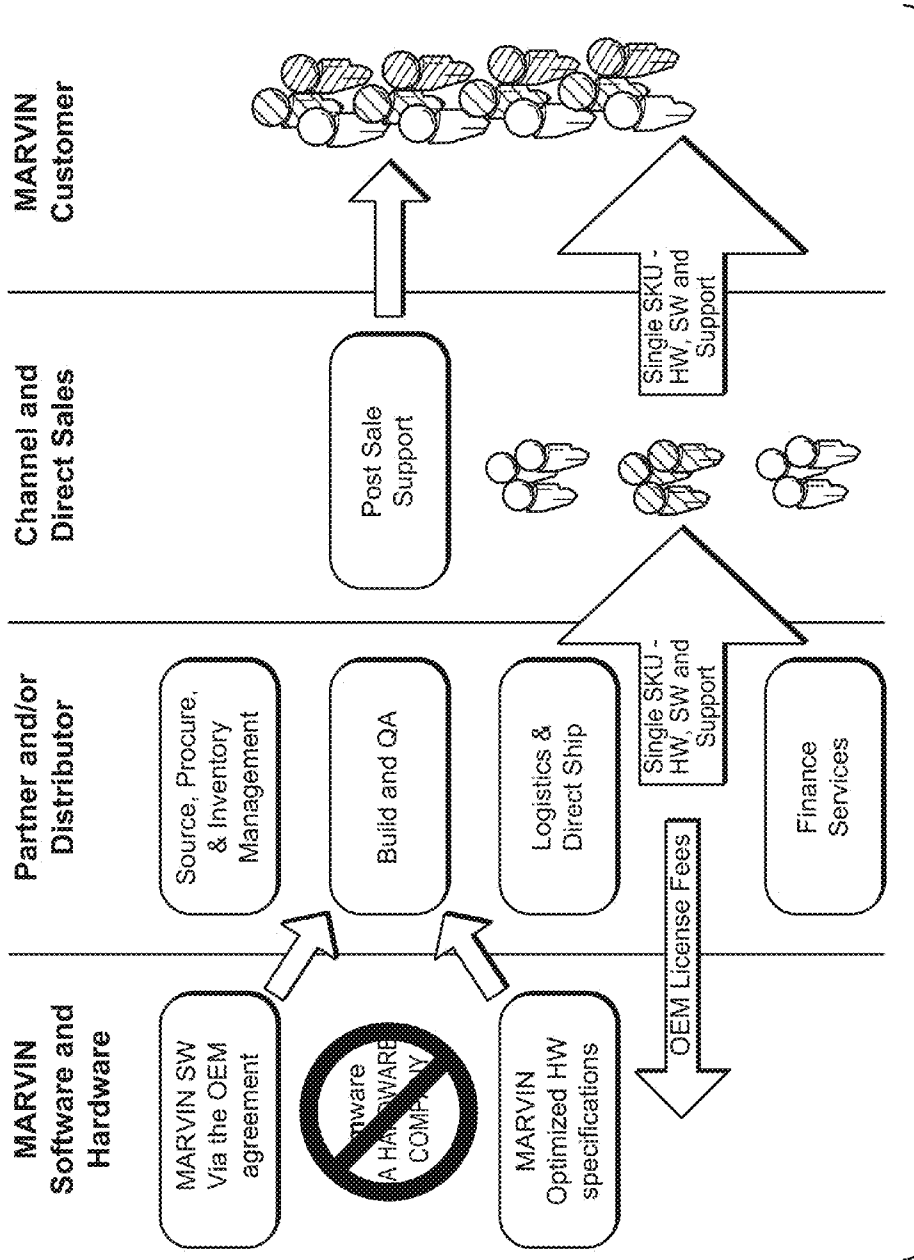 MARVIN
Software and
Hardware
Partner and/or
Distributor
Channel and
Direct Sales
MARVIN
Customer
MARVIN SW
Via the OEM
agreement
A HARDWARE
COMPANY
MARVIN
Optimized HW
specifications
OEM License Fees
Source, Procure,
& Inventory
Management
Build and QA
Logistics &
Direct Ship
Single SKU -
HW, SW and
Support
Finance
Services
Post Sale
Support
Single SKU -
HW, SW and
Support